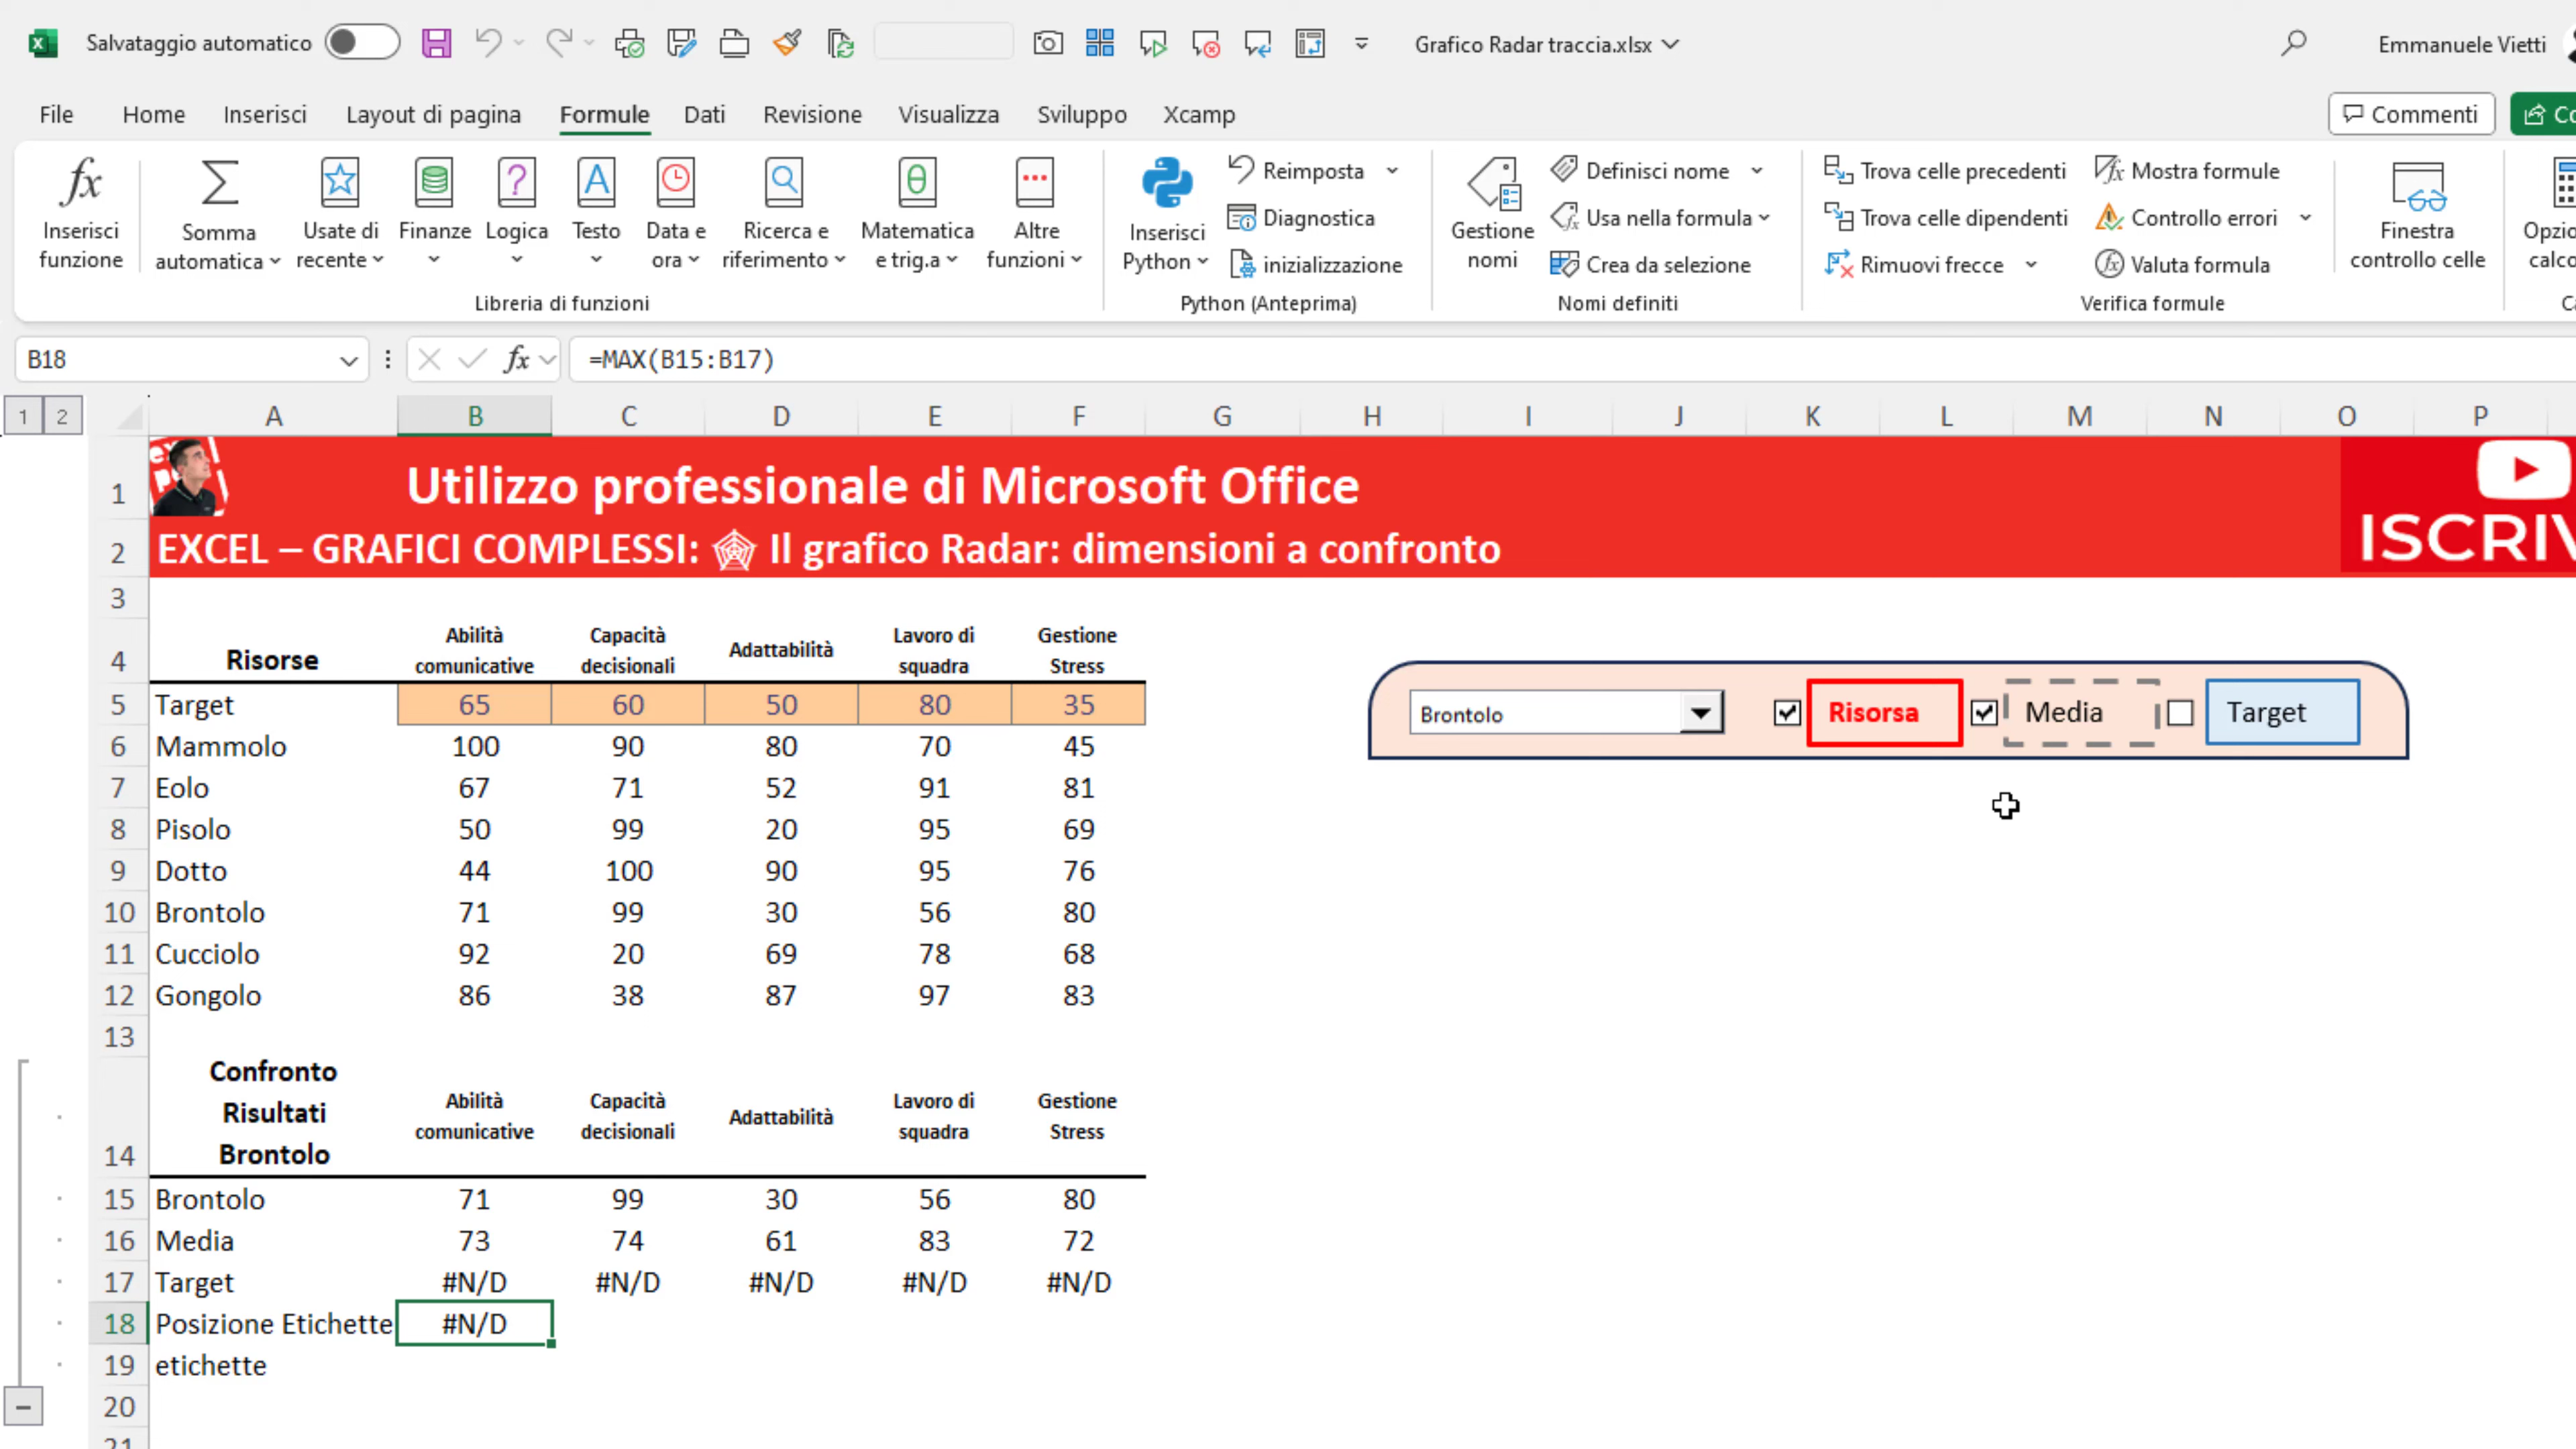 Salvataggio automatico
Grafico Radar traccia.xlsx
Emmanuele Vietti
File Home Inserisci Layout di pagina Formule Dati Revisione Visualizza Sviluppo Xcamp
Commenti
Inserisci funzione
Somma automatica
Usate di recente
Finanze
Logica
Testo
Data e ora
Ricerca e riferimento
Matematica e trig.a
Altre funzioni
Libreria di funzioni
Inserisci Python
Reimposta
Diagnostica
inizializzazione
Python (Anteprima)
Gestione nomi
Definisci nome
Usa nella formula
Crea da selezione
Nomi definiti
Trova celle precedenti
Trova celle dipendenti
Rimuovi frecce
Mostra formule
Controllo errori
Valuta formula
Verifica formule
Finestra controllo celle
B18
fx
=MAX(B15:B17)
1 2
A B C D E F G H I J K L M N O P
1 Utilizzo professionale di Microsoft Office
2 EXCEL – GRAFICI COMPLESSI: Il grafico Radar: dimensioni a confronto
ISCRIV
3
4 Risorse Abilità comunicative Capacità decisionali Adattabilità Lavoro di squadra Gestione Stress
5 Target 65 60 50 80 35
Brontolo Risorsa Media Target
6 Mammolo 100 90 80 70 45
7 Eolo 67 71 52 91 81
8 Pisolo 50 99 20 95 69
9 Dotto 44 100 90 95 76
10 Brontolo 71 99 30 56 80
11 Cucciolo 92 20 69 78 68
12 Gongolo 86 38 87 97 83
13
14 Confronto Risultati Brontolo Abilità comunicative Capacità decisionali Adattabilità Lavoro di squadra Gestione Stress
15 Brontolo 71 99 30 56 80
16 Media 73 74 61 83 72
17 Target #N/D #N/D #N/D #N/D #N/D
18 Posizione Etichette #N/D
19 etichette
20
21